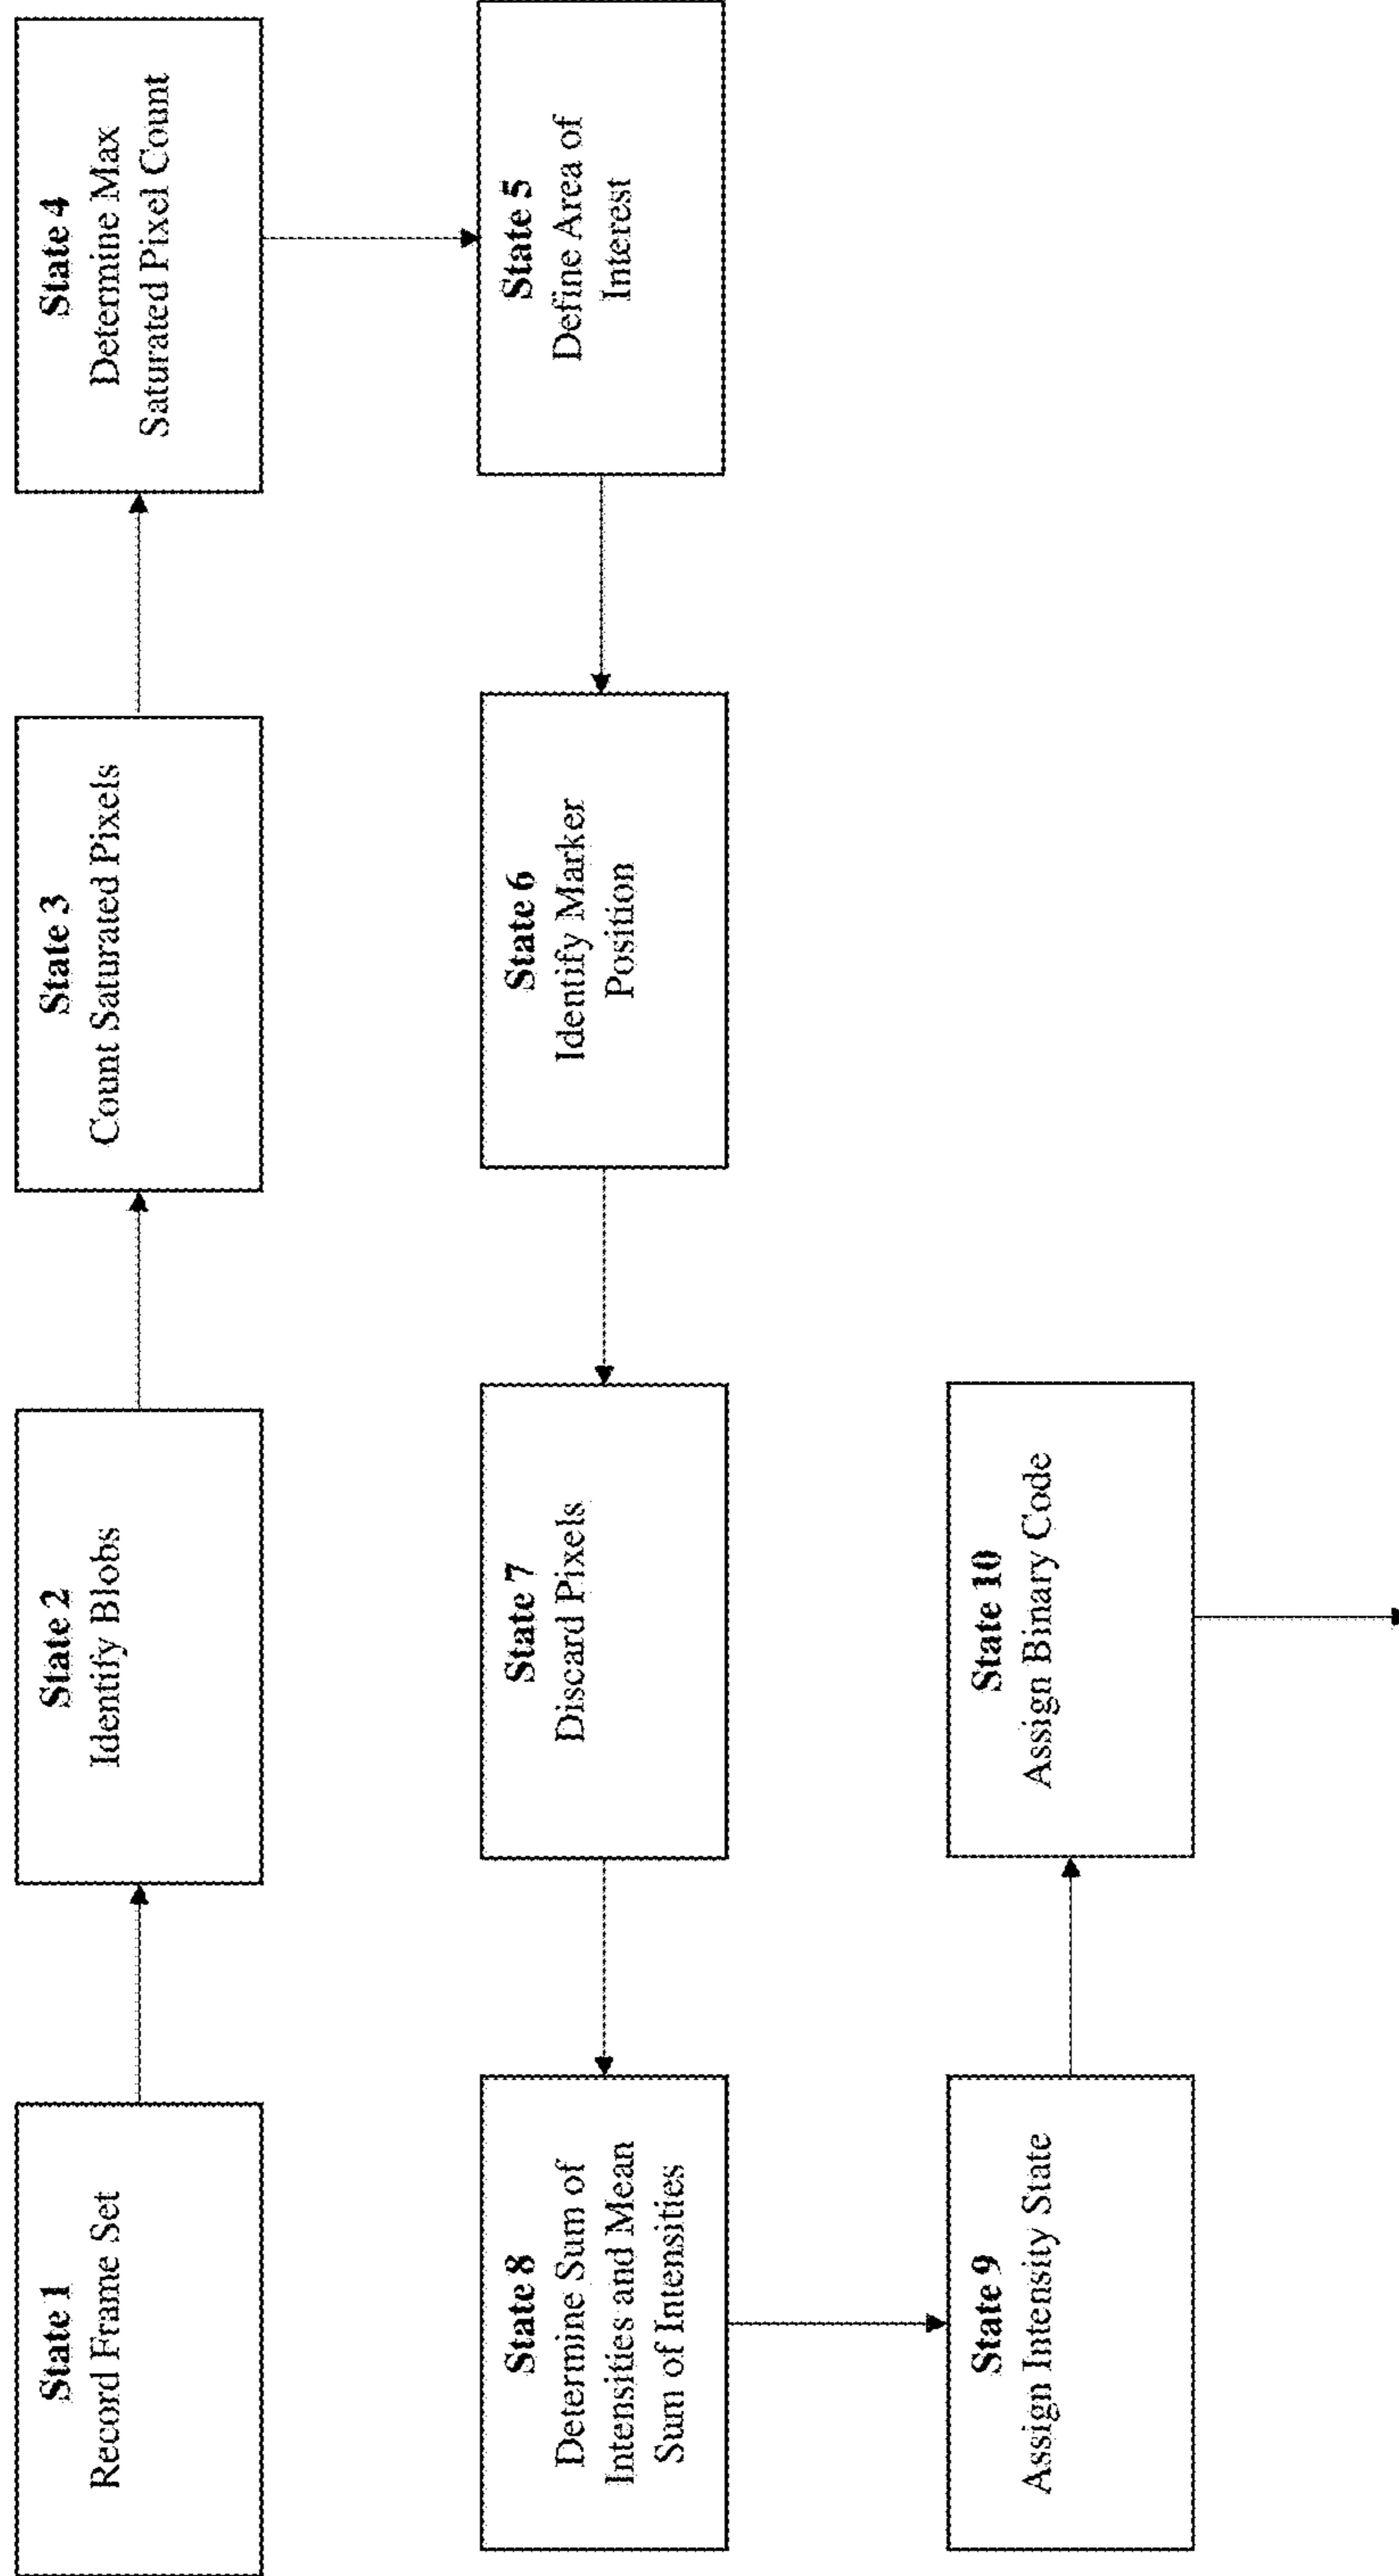 State 1
Record Frame Set
State 2
Identify Blobs
State 3
Count Saturated Pixels
State 4
Determine Max
Saturated Pixel Count
State 5
Define Area of
Interest
State 6
Identify Marker
Position
State 7
Discard Pixels
State 8
Determine Sum of
Intensities and Mean
Sum of Intensities
State 9
Assign Intensity State
State 10
Assign Binary Code